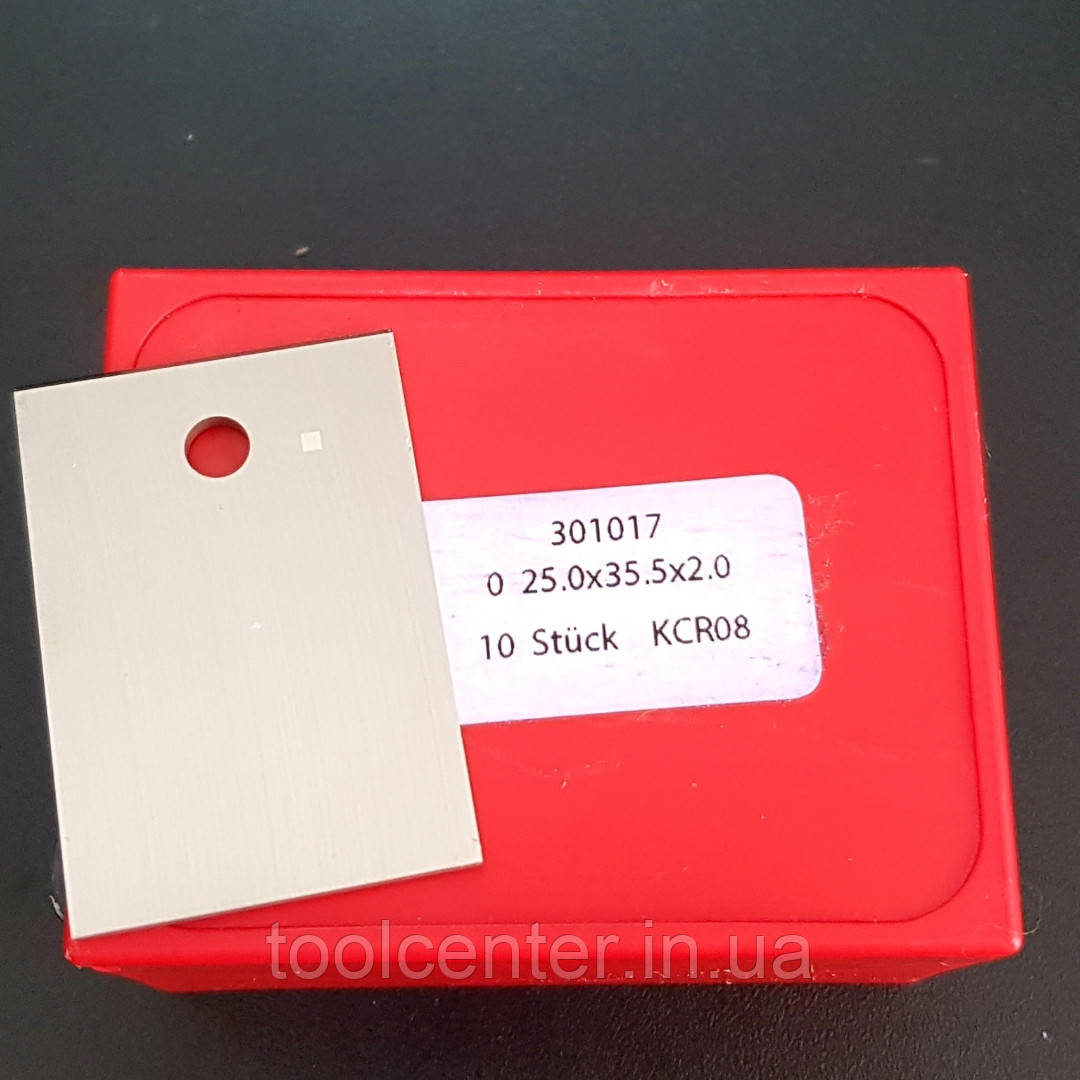 301017
0 25.0x35.5x2.0
10 Stück KCR08
toolcenter.in.ua